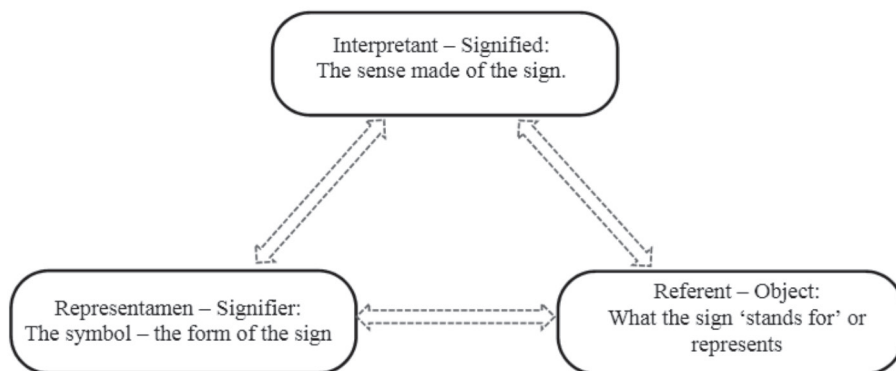 Interpretant – Signified:
The sense made of the sign.
Representamen – Signifier:
The symbol – the form of the sign
Referent – Object:
What the sign ‘stands for’ or
represents